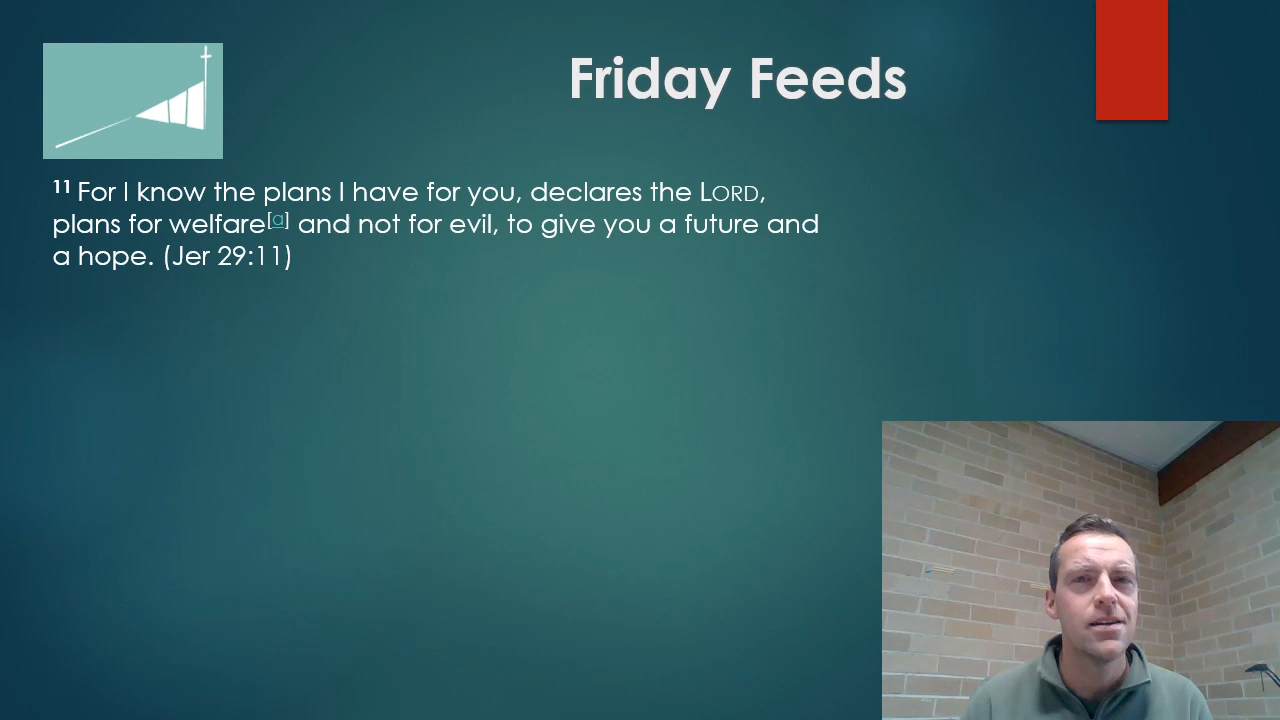 Friday Feeds
11 For I know the plans I have for you, declares the LORD,
plans for welfare[a] and not for evil, to give you a future and
a hope. (Jer 29:11)